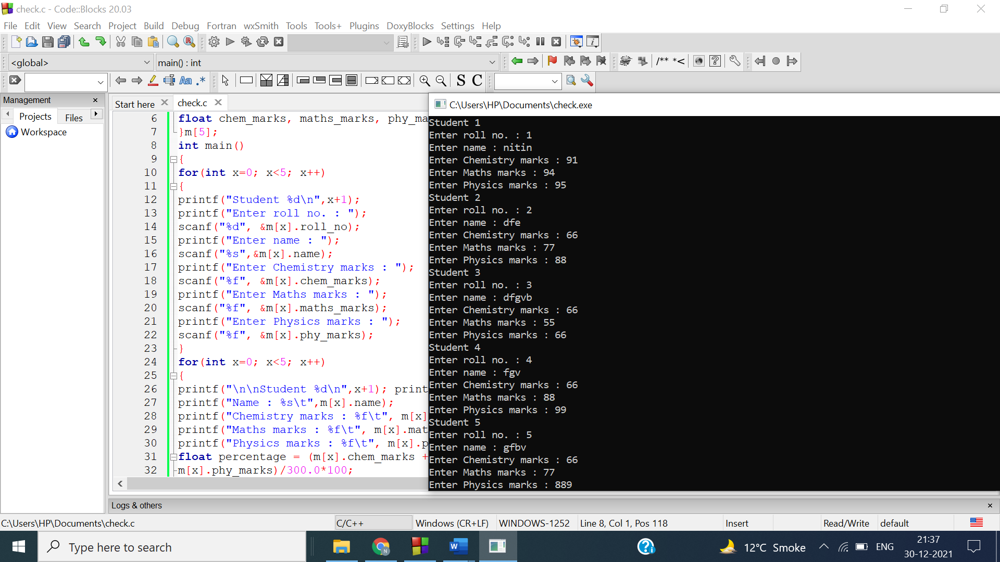 check.c - Code::Blocks 20.03
File Edit View Search Project Build Debug Fortran wxSmith Tools Tools+ Plugins DoxyBlocks Settings Help
<global> main() : int /** *<
Aa .* S C
Management
Projects Files
Workspace
Start here check.c
6 float chem_marks, maths_marks, phy_ma
7 }m[5];
8 int main()
9 {
10 for(int x=0; x<5; x++)
11 {
12 printf("Student %d\n",x+1);
13 printf("Enter roll no. : ");
14 scanf("%d", &m[x].roll_no);
15 printf("Enter name : ");
16 scanf("%s",&m[x].name);
17 printf("Enter Chemistry marks : ");
18 scanf("%f", &m[x].chem_marks);
19 printf("Enter Maths marks : ");
20 scanf("%f", &m[x].maths_marks);
21 printf("Enter Physics marks : ");
22 scanf("%f", &m[x].phy_marks);
23 }
24 for(int x=0; x<5; x++)
25 {
26 printf("\n\nStudent %d\n",x+1); print
27 printf("Name : %s\t",m[x].name);
28 printf("Chemistry marks : %f\t", m[x]
29 printf("Maths marks : %f\t", m[x].mat
30 printf("Physics marks : %f\t", m[x].p
31 float percentage = (m[x].chem_marks +
32 m[x].phy_marks)/300.0*100;
C:\Users\HP\Documents\check.exe
Student 1
Enter roll no. : 1
Enter name : nitin
Enter Chemistry marks : 91
Enter Maths marks : 94
Enter Physics marks : 95
Student 2
Enter roll no. : 2
Enter name : dfe
Enter Chemistry marks : 66
Enter Maths marks : 77
Enter Physics marks : 88
Student 3
Enter roll no. : 3
Enter name : dfgvb
Enter Chemistry marks : 66
Enter Maths marks : 55
Enter Physics marks : 66
Student 4
Enter roll no. : 4
Enter name : fgv
Enter Chemistry marks : 66
Enter Maths marks : 88
Enter Physics marks : 99
Student 5
Enter roll no. : 5
Enter name : gfbv
Enter Chemistry marks : 66
Enter Maths marks : 77
Enter Physics marks : 889
Logs & others
C:\Users\HP\Documents\check.c C/C++ Windows (CR+LF) WINDOWS-1252 Line 8, Col 1, Pos 118 Insert Read/Write default
Type here to search 12°C Smoke ENG 21:37
30-12-2021